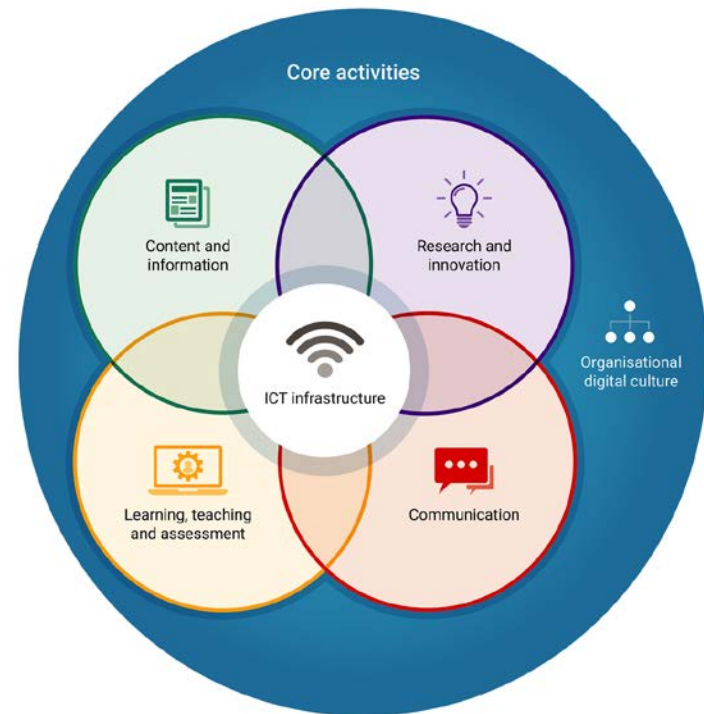 Core activities
Content and
information
Research and
innovation
Organisational
digital culture
ICT infrastructure
Learning, teaching
and assessment
Communication